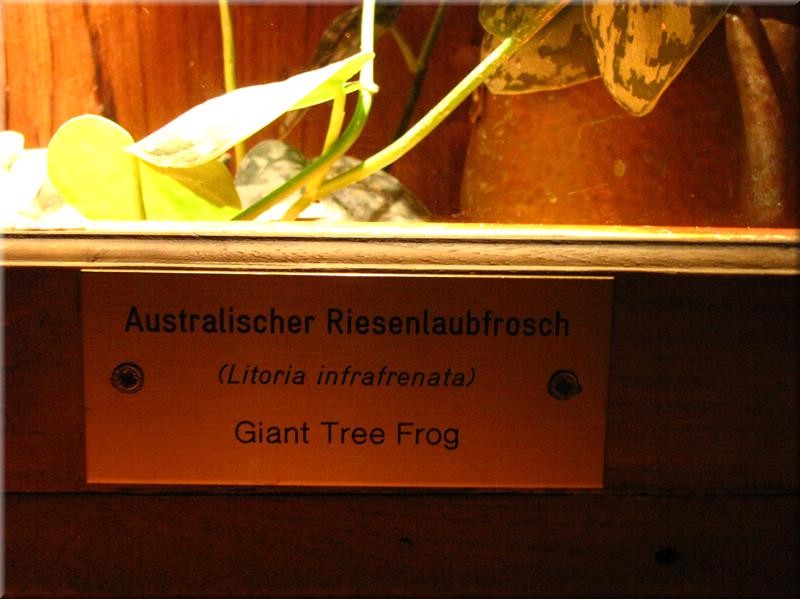 Australischer Riesenlaubfrosch
(Litoria infrafrenata)
Giant Tree Frog